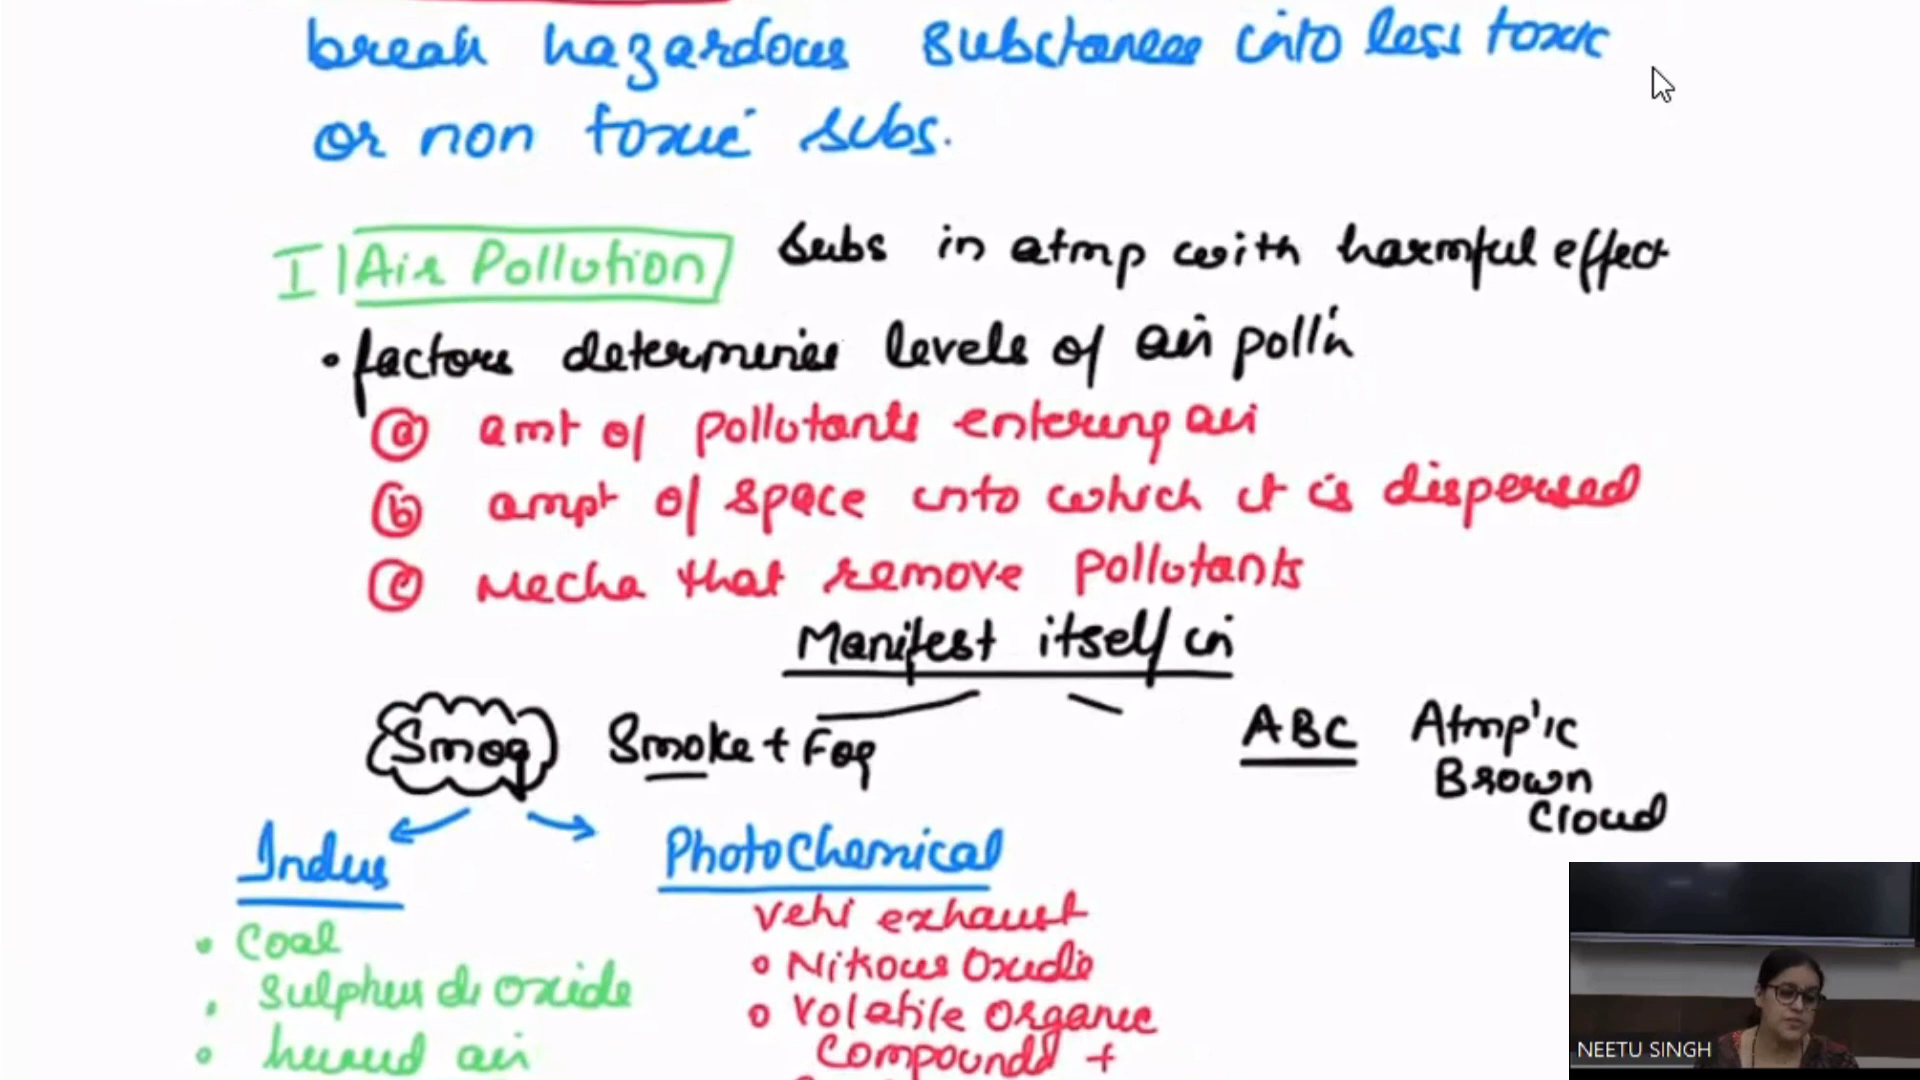 break hazardous substances into less toxic
or non toxic subs.
I | Air Pollution subs in atmp with harmful effect
• factors determines levels of air poll'n
(a) amt of pollutants entering air
(b) ampt of space into which it is dispersed
(c) Mecha that remove pollutants
Manifest itself in
Smog Smoke + Fog
ABC Atmp'ic
Brown
Cloud
Indus
• Coal
• Sulphur di oxide
• humid air
PhotoChemical
Vehi exhaust
• Nitrous Oxide
• Volatile Organic
Compounds +
NEETU SINGH